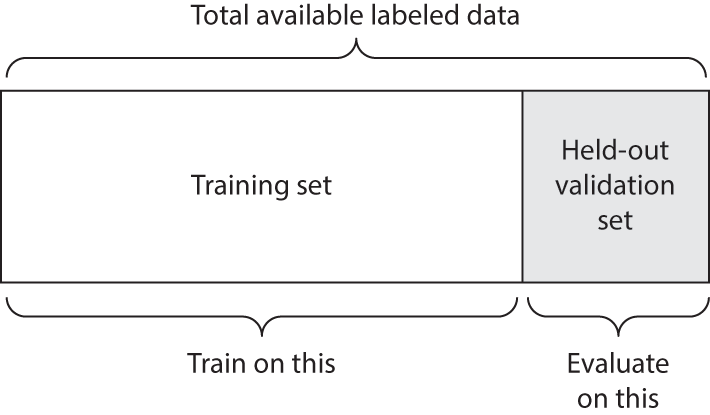 Total available labeled data
Training set
Held-out
validation
set
Train on this
Evaluate
on this